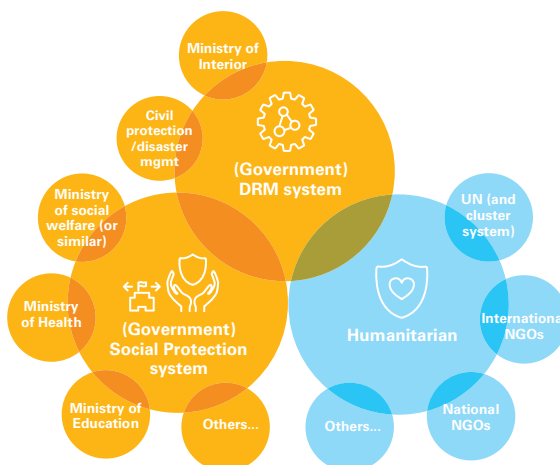 Ministry of
Interior
Civil
protection
/disaster
mgmt
(Government)
DRM system
Ministry
of social
welfare (or
similar)
UN (and
cluster
system)
Ministry
of Health
(Government)
Social Protection
system
Humanitarian
International
NGOs
Ministry of
Education
Others...
Others...
National
NGOs